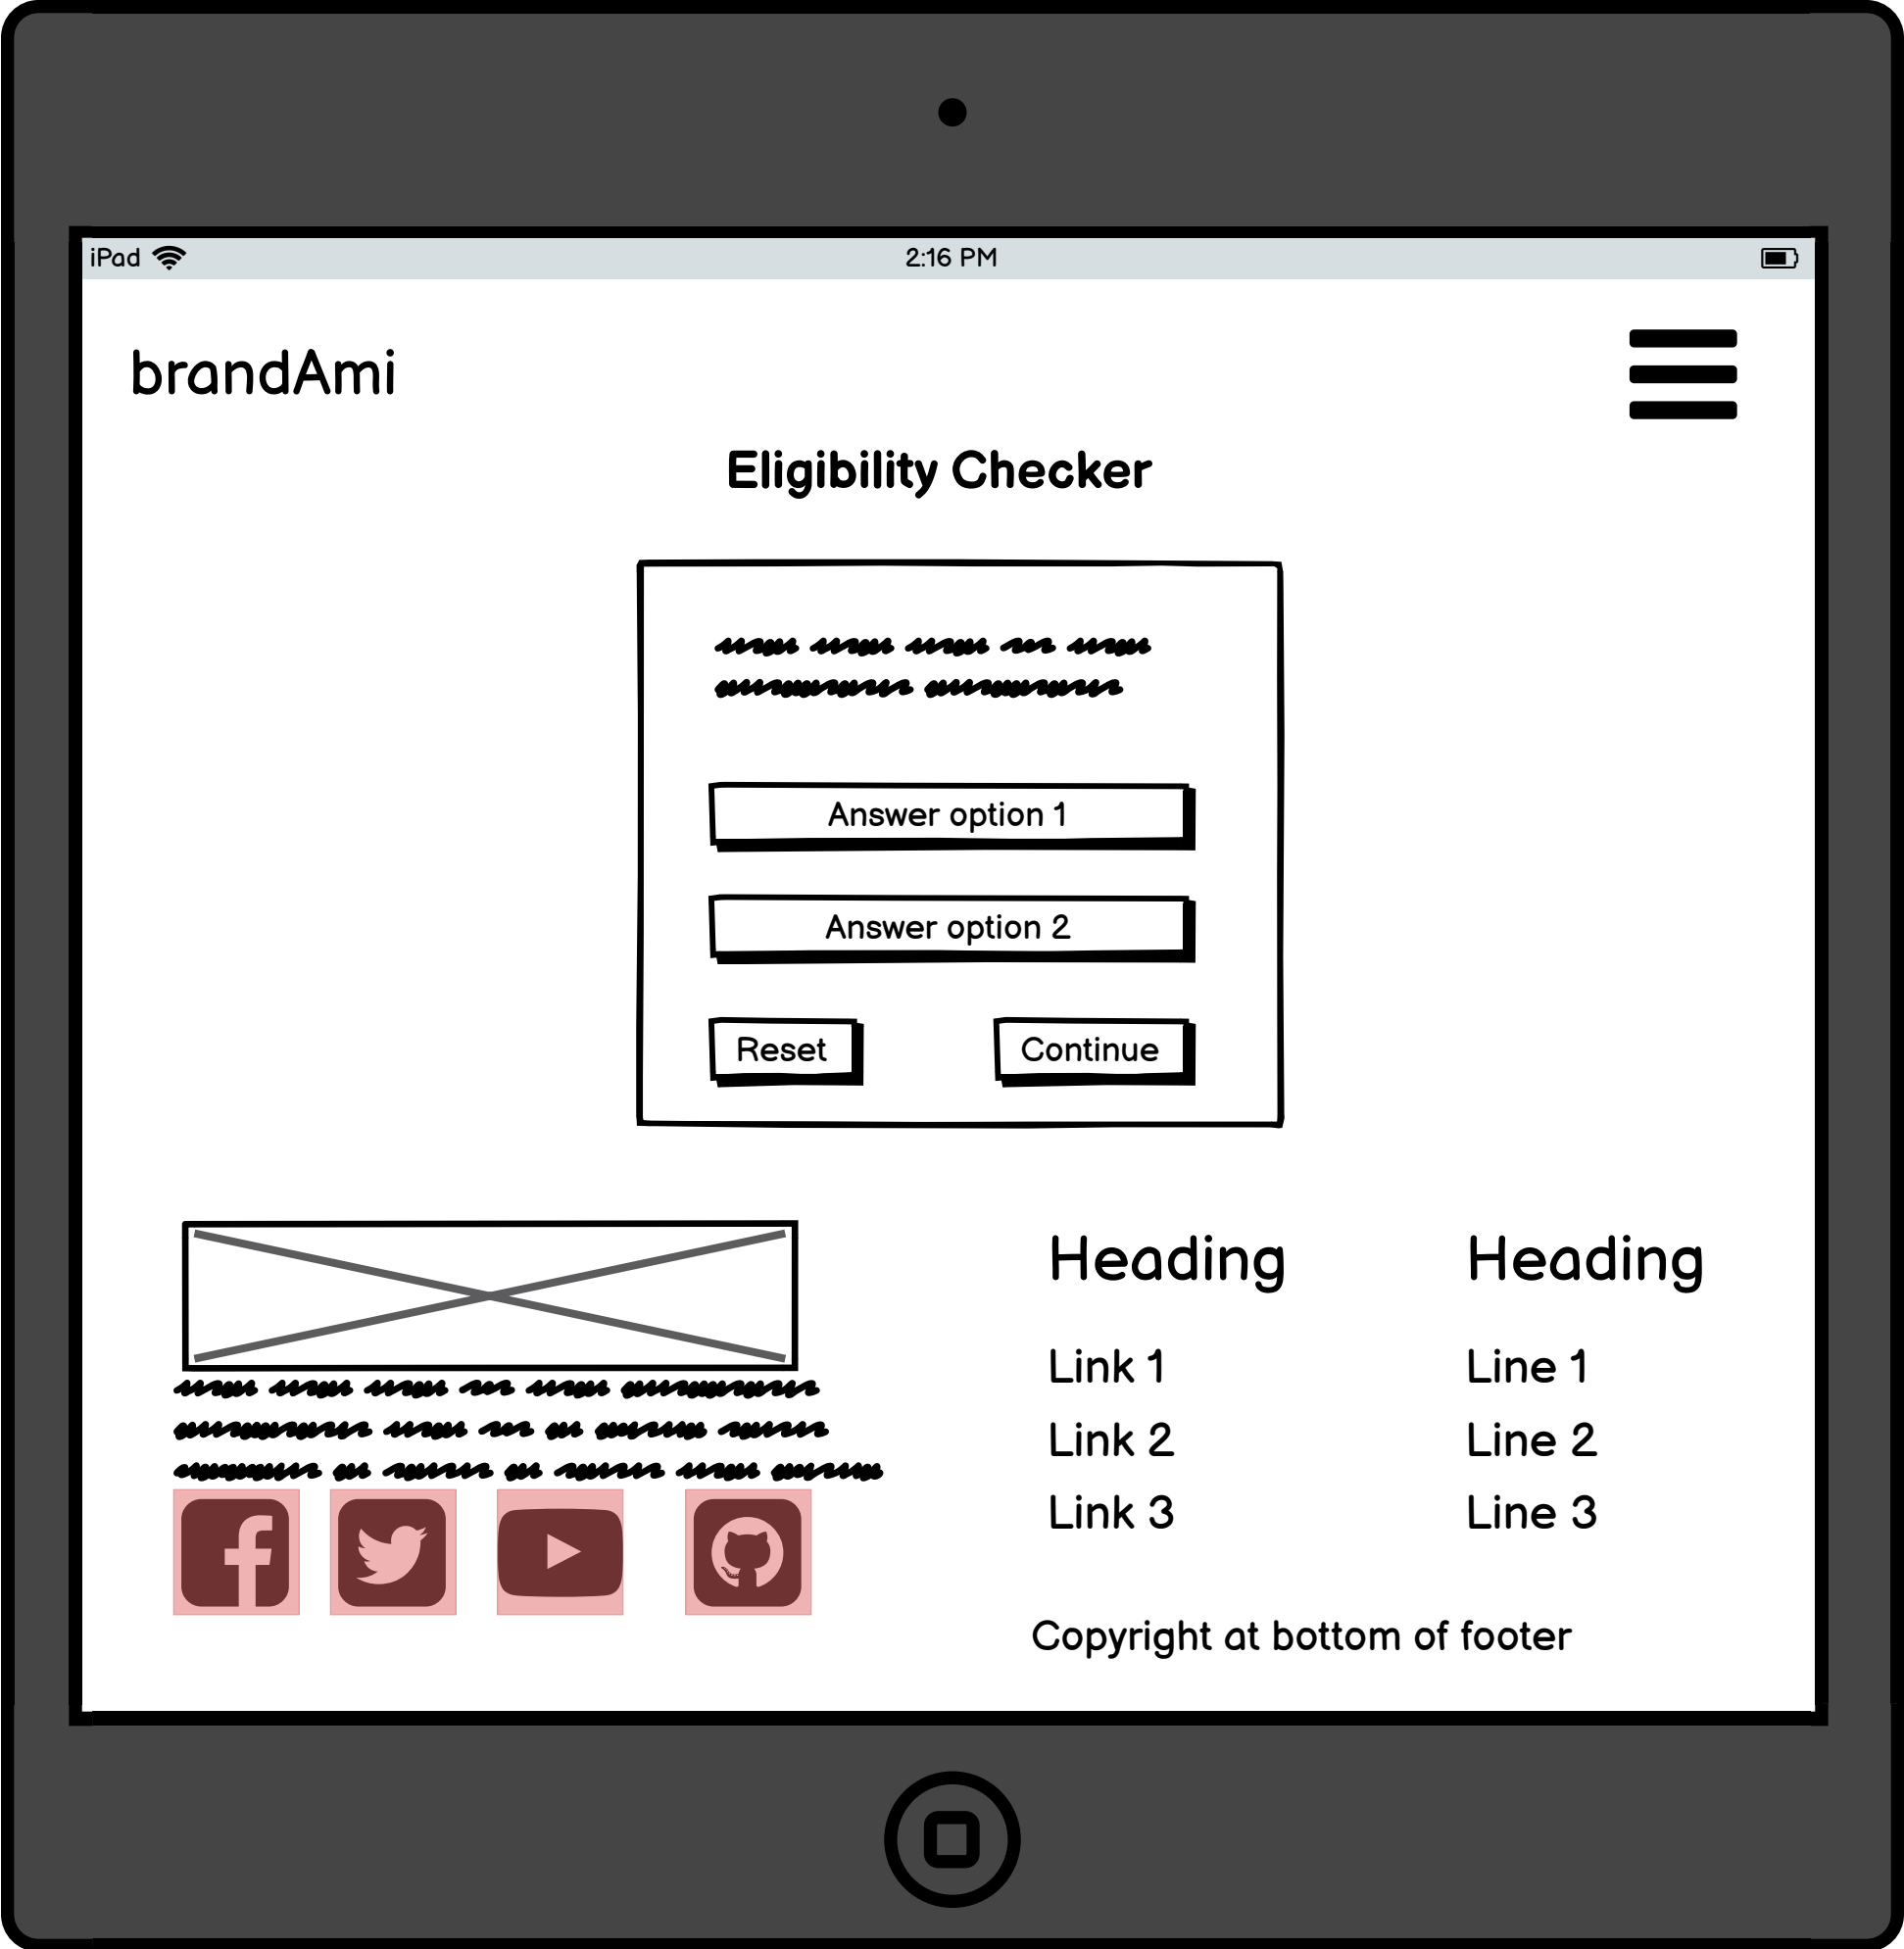 iPad 2:16 PM
brandAmi
Eligibility Checker
Answer option 1
Answer option 2
Reset Continue
Heading Heading
Link 1 Line 1
Link 2 Line 2
Link 3 Line 3
Copyright at bottom of footer